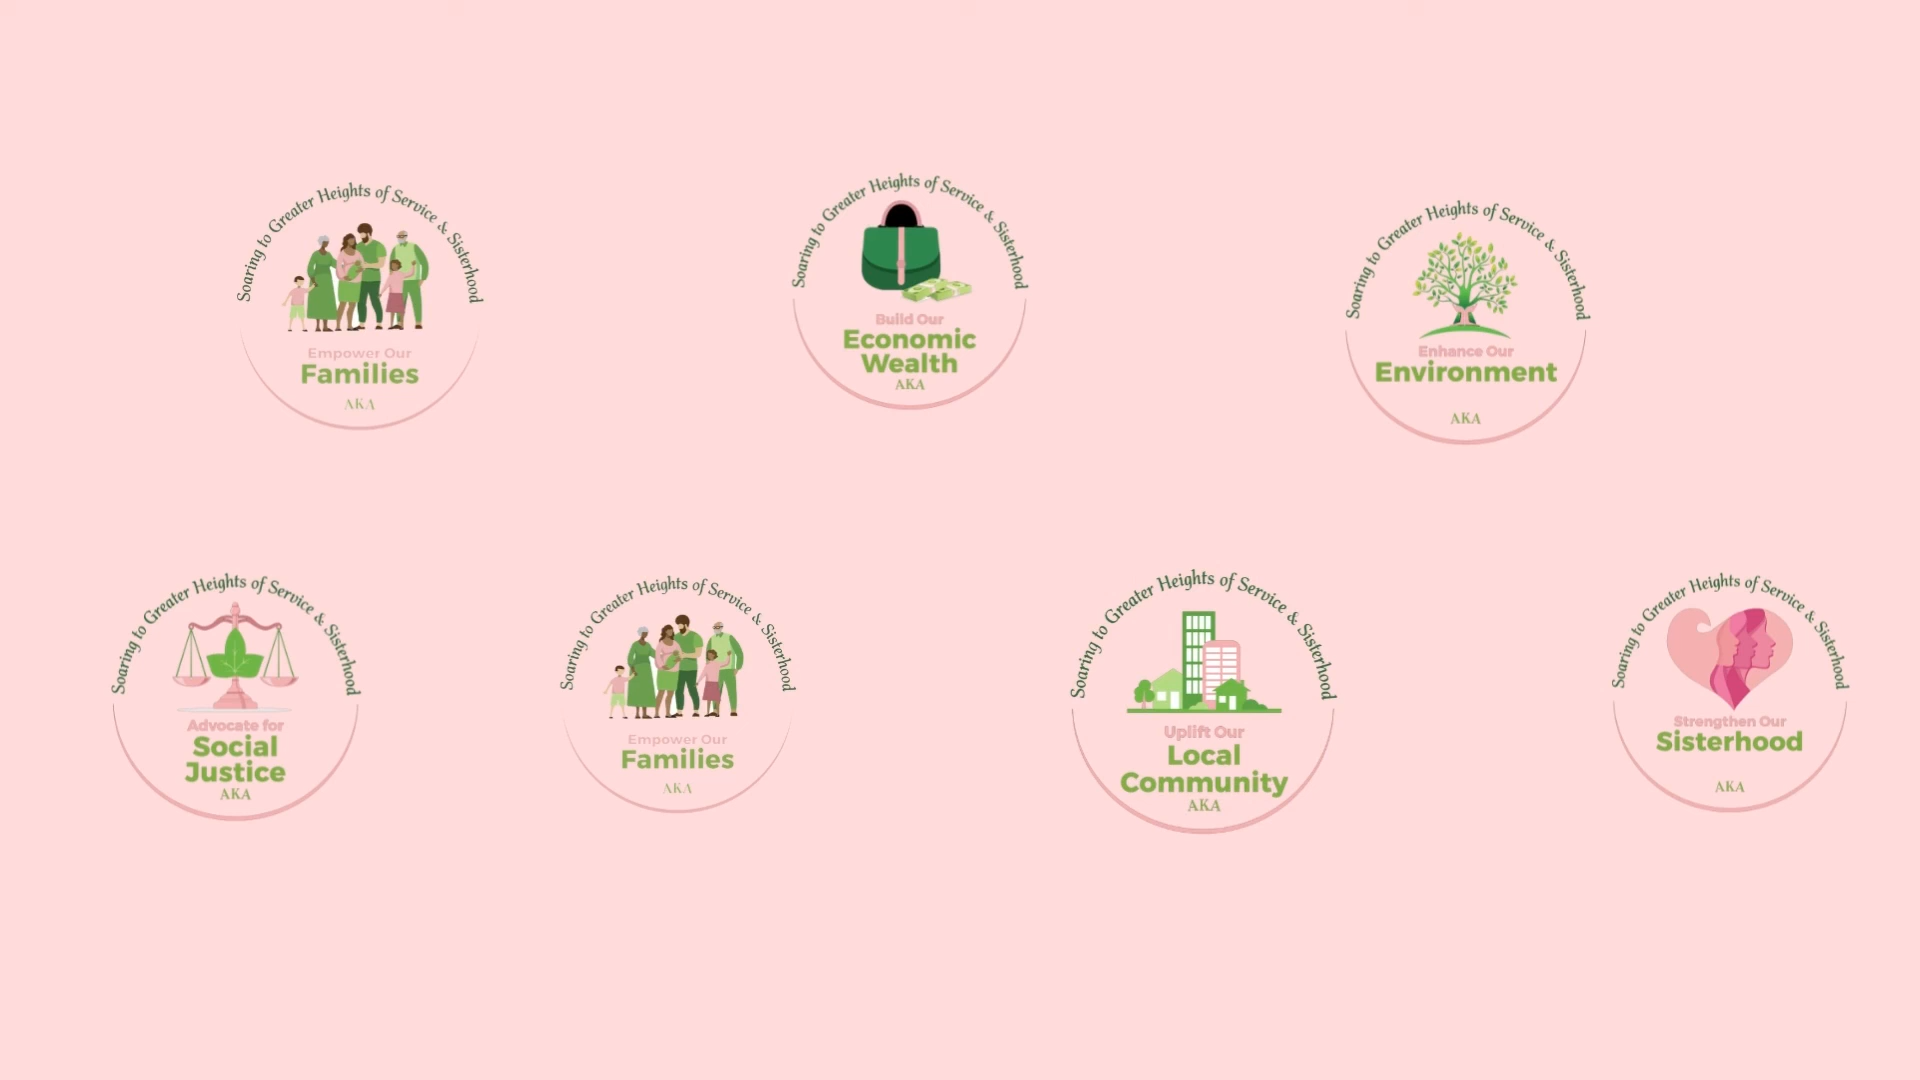 Soaring to Greater Heights of Service & Sisterhood
Empower Our
Families
AKA
Soaring to Greater Heights of Service & Sisterhood
Build Our
Economic
Wealth
AKA
Soaring to Greater Heights of Service & Sisterhood
Enhance Our
Environment
AKA
Soaring to Greater Heights of Service & Sisterhood
Advocate for
Social
Justice
AKA
Soaring to Greater Heights of Service & Sisterhood
Empower Our
Families
AKA
Soaring to Greater Heights of Service & Sisterhood
Uplift Our
Local
Community
AKA
Soaring to Greater Heights of Service & Sisterhood
Strengthen Our
Sisterhood
AKA